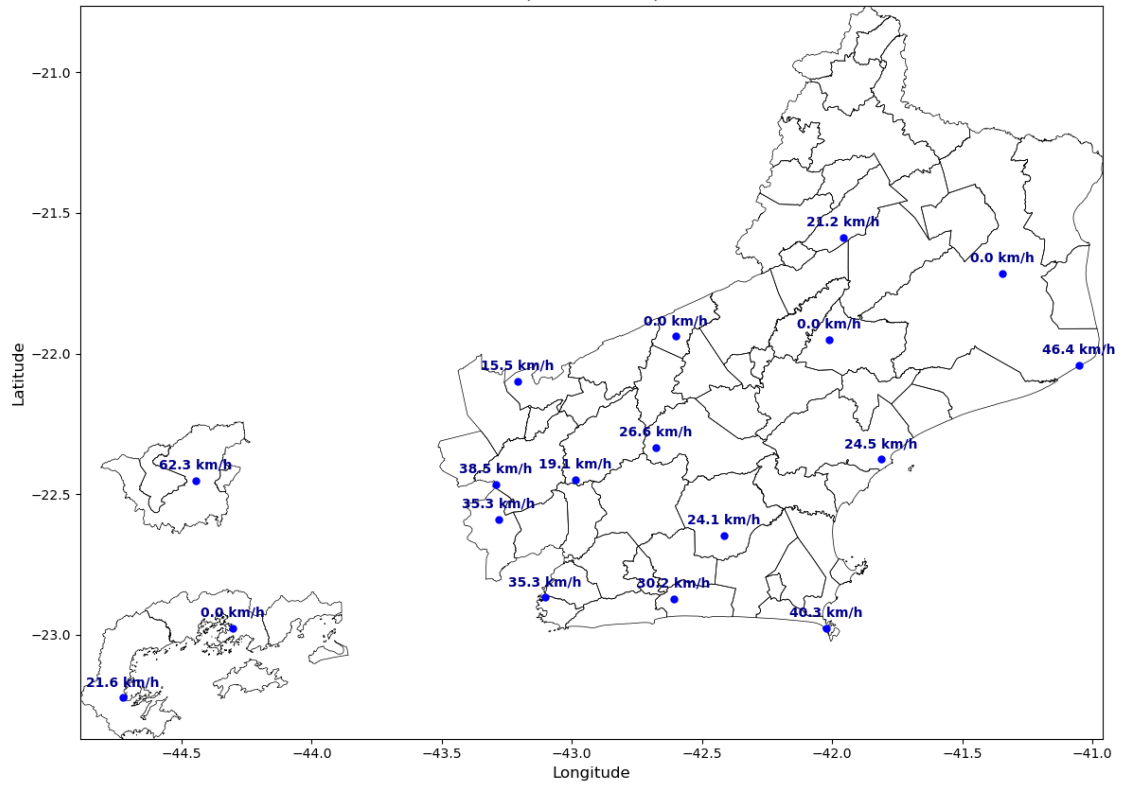 −21.0
−21.5
21.2 km/h
0.0 km/h
0.0 km/h
0.0 km/h
−22.0
46.4 km/h
15.5 km/h
26.6 km/h
24.5 km/h
62.3 km/h
38.5 km/h
19.1 km/h
−22.5
35.3 km/h
24.1 km/h
35.3 km/h
30.2 km/h
0.0 km/h
40.3 km/h
−23.0
21.6 km/h
−44.5
−44.0
−43.5
−43.0
−42.5
−42.0
−41.5
−41.0
Longitude
Latitude